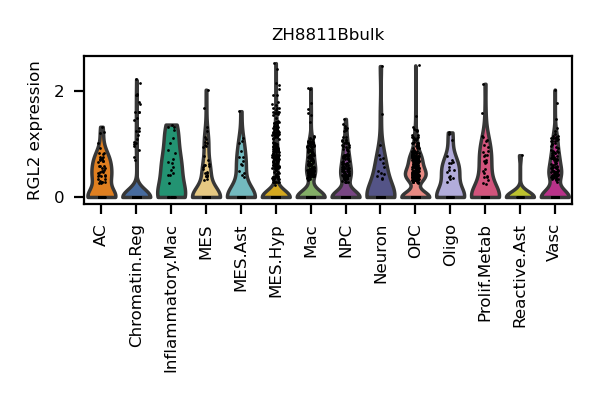 ZH8811Bbulk
RGL2 expression
2
0
AC
Chromatin.Reg
Inflammatory.Mac
MES
MES.Ast
MES.Hyp
Mac
NPC
Neuron
OPC
Oligo
Prolif.Metab
Reactive.Ast
Vasc